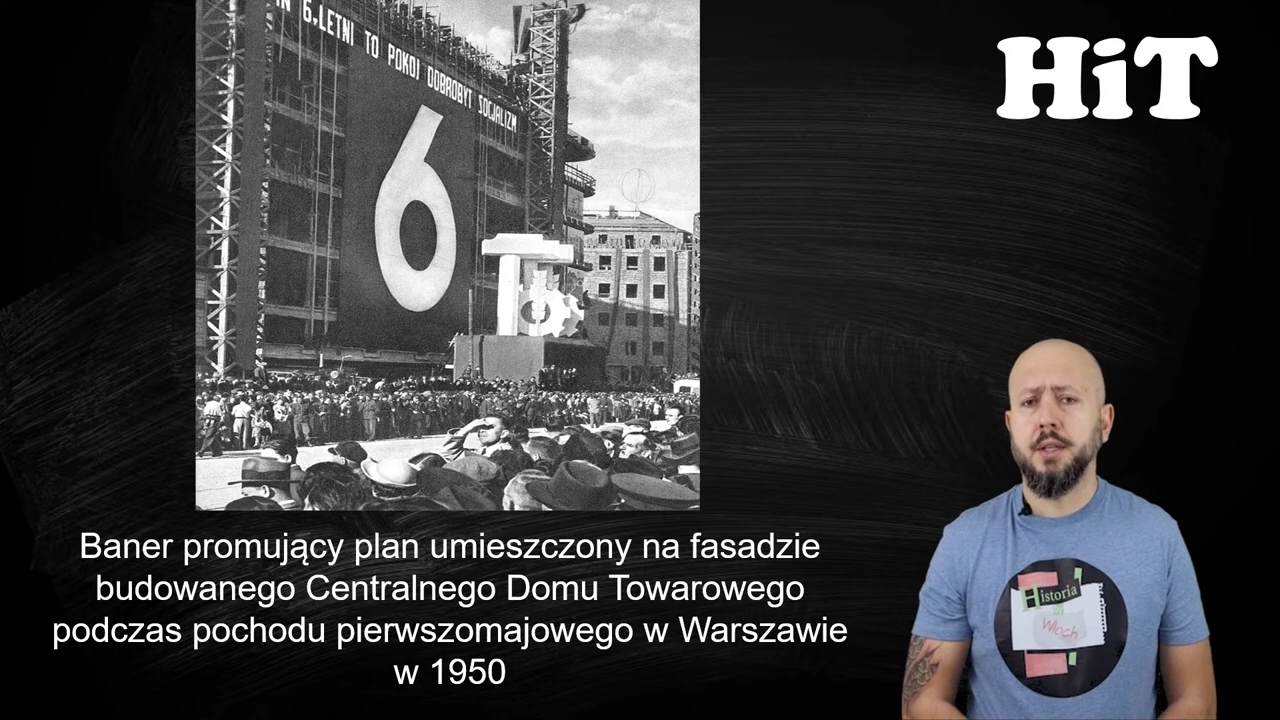 6-LETNI TO POKÓJ DOBROBYT SOCJALIZM
6
HiT
Historia
Włoch
Baner promujący plan umieszczony na fasadzie
budowanego Centralnego Domu Towarowego
podczas pochodu pierwszomajowego w Warszawie
w 1950